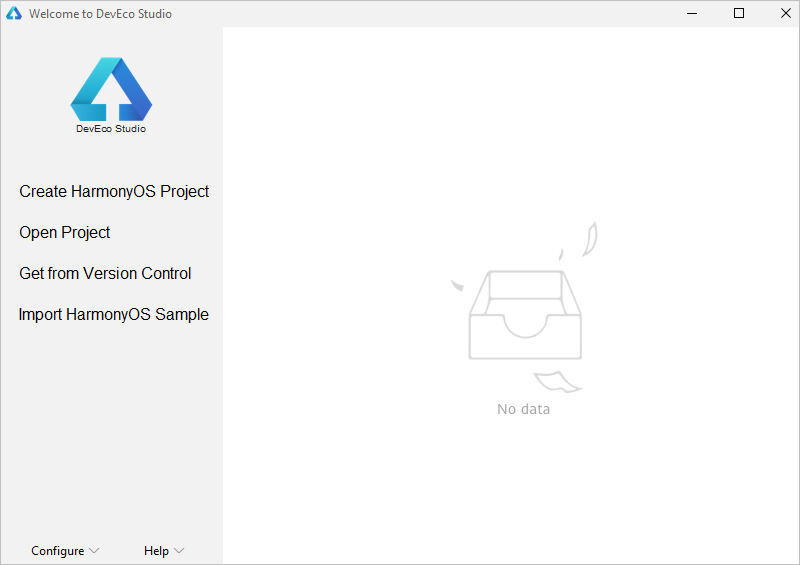 Welcome to DevEco Studio
DevEco Studio
Create HarmonyOS Project
Open Project
Get from Version Control
Import HarmonyOS Sample
No data
Configure
Help